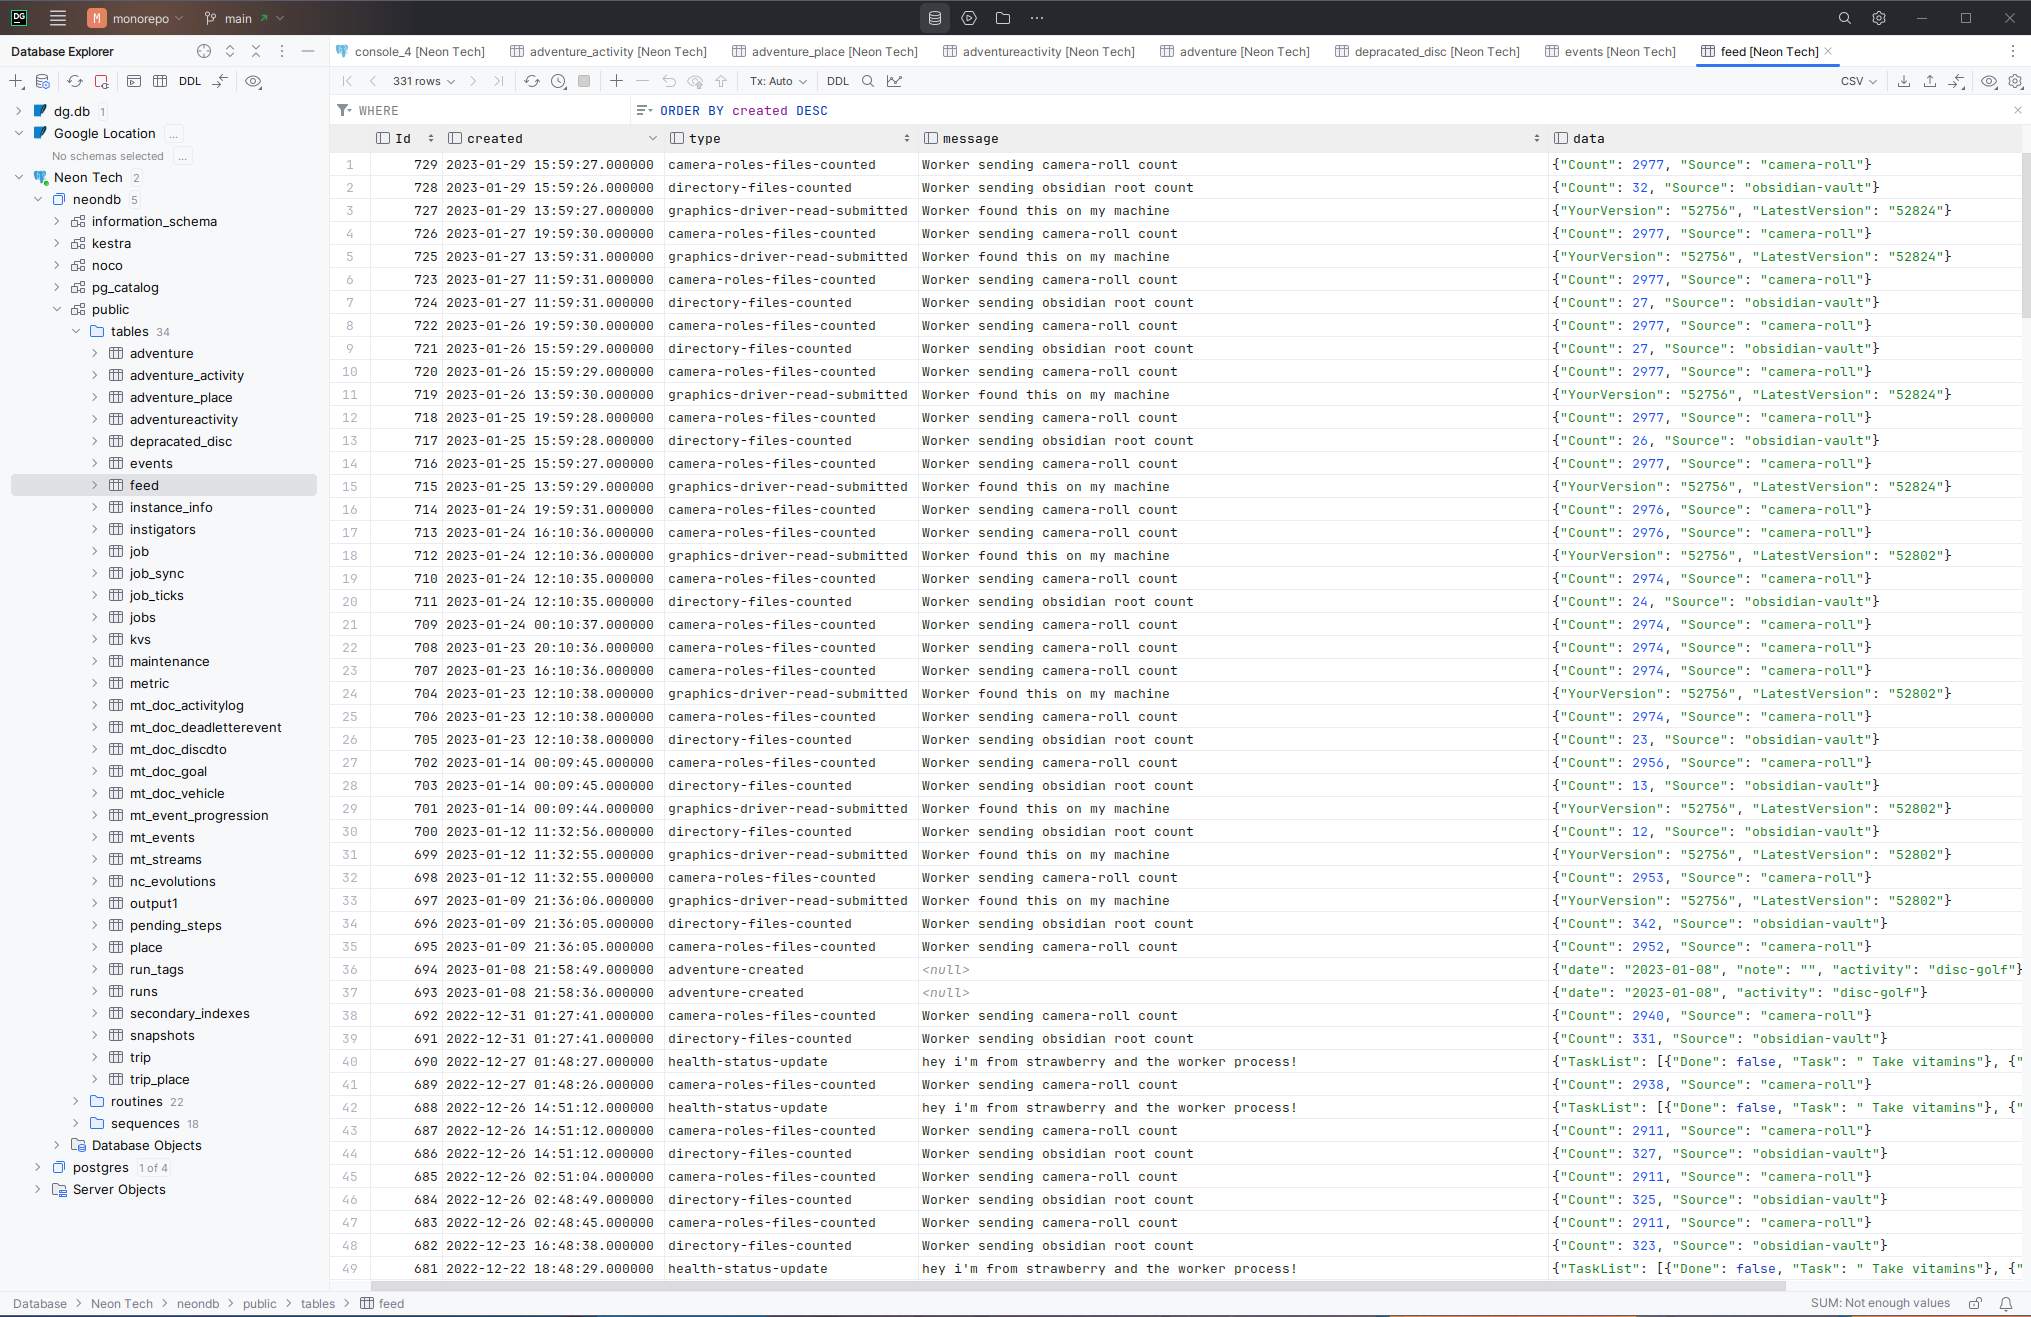 DG M monorepo main
Database Explorer
DDL
dg.db 1
Google Location ...
No schemas selected ...
Neon Tech 2
neondb 5
information_schema
kestra
noco
pg_catalog
public
tables 34
adventure
adventure_activity
adventure_place
adventureactivity
depracated_disc
events
feed
instance_info
instigators
job
job_sync
job_ticks
jobs
kvs
maintenance
metric
mt_doc_activitylog
mt_doc_deadletterevent
mt_doc_discdto
mt_doc_goal
mt_doc_vehicle
mt_event_progression
mt_events
mt_streams
nc_evolutions
output1
pending_steps
place
run_tags
runs
secondary_indexes
snapshots
trip
trip_place
routines 22
sequences 18
Database Objects
postgres 1 of 4
Server Objects
console_4 [Neon Tech] adventure_activity [Neon Tech] adventure_place [Neon Tech] adventureactivity [Neon Tech] adventure [Neon Tech] depracated_disc [Neon Tech] events [Neon Tech] feed [Neon Tech]
331 rows Tx: Auto DDL CSV
WHERE ORDER BY created DESC
Id created type message data
1 729 2023-01-29 15:59:27.000000 camera-roles-files-counted Worker sending camera-roll count {"Count": 2977, "Source": "camera-roll"}
2 728 2023-01-29 15:59:26.000000 directory-files-counted Worker sending obsidian root count {"Count": 32, "Source": "obsidian-vault"}
3 727 2023-01-29 13:59:27.000000 graphics-driver-read-submitted Worker found this on my machine {"YourVersion": "52756", "LatestVersion": "52824"}
4 726 2023-01-27 19:59:30.000000 camera-roles-files-counted Worker sending camera-roll count {"Count": 2977, "Source": "camera-roll"}
5 725 2023-01-27 13:59:31.000000 graphics-driver-read-submitted Worker found this on my machine {"YourVersion": "52756", "LatestVersion": "52824"}
6 723 2023-01-27 11:59:31.000000 camera-roles-files-counted Worker sending camera-roll count {"Count": 2977, "Source": "camera-roll"}
7 724 2023-01-27 11:59:31.000000 directory-files-counted Worker sending obsidian root count {"Count": 27, "Source": "obsidian-vault"}
8 722 2023-01-26 19:59:30.000000 camera-roles-files-counted Worker sending camera-roll count {"Count": 2977, "Source": "camera-roll"}
9 721 2023-01-26 15:59:29.000000 directory-files-counted Worker sending obsidian root count {"Count": 27, "Source": "obsidian-vault"}
10 720 2023-01-26 15:59:29.000000 camera-roles-files-counted Worker sending camera-roll count {"Count": 2977, "Source": "camera-roll"}
11 719 2023-01-26 13:59:30.000000 graphics-driver-read-submitted Worker found this on my machine {"YourVersion": "52756", "LatestVersion": "52824"}
12 718 2023-01-25 19:59:28.000000 camera-roles-files-counted Worker sending camera-roll count {"Count": 2977, "Source": "camera-roll"}
13 717 2023-01-25 15:59:28.000000 directory-files-counted Worker sending obsidian root count {"Count": 26, "Source": "obsidian-vault"}
14 716 2023-01-25 15:59:27.000000 camera-roles-files-counted Worker sending camera-roll count {"Count": 2977, "Source": "camera-roll"}
15 715 2023-01-25 13:59:29.000000 graphics-driver-read-submitted Worker found this on my machine {"YourVersion": "52756", "LatestVersion": "52824"}
16 714 2023-01-24 19:59:31.000000 camera-roles-files-counted Worker sending camera-roll count {"Count": 2976, "Source": "camera-roll"}
17 713 2023-01-24 16:10:36.000000 camera-roles-files-counted Worker sending camera-roll count {"Count": 2976, "Source": "camera-roll"}
18 712 2023-01-24 12:10:36.000000 graphics-driver-read-submitted Worker found this on my machine {"YourVersion": "52756", "LatestVersion": "52802"}
19 710 2023-01-24 12:10:35.000000 camera-roles-files-counted Worker sending camera-roll count {"Count": 2974, "Source": "camera-roll"}
20 711 2023-01-24 12:10:35.000000 directory-files-counted Worker sending obsidian root count {"Count": 24, "Source": "obsidian-vault"}
21 709 2023-01-24 00:10:37.000000 camera-roles-files-counted Worker sending camera-roll count {"Count": 2974, "Source": "camera-roll"}
22 708 2023-01-23 20:10:36.000000 camera-roles-files-counted Worker sending camera-roll count {"Count": 2974, "Source": "camera-roll"}
23 707 2023-01-23 16:10:36.000000 camera-roles-files-counted Worker sending camera-roll count {"Count": 2974, "Source": "camera-roll"}
24 704 2023-01-23 12:10:38.000000 graphics-driver-read-submitted Worker found this on my machine {"YourVersion": "52756", "LatestVersion": "52802"}
25 706 2023-01-23 12:10:38.000000 camera-roles-files-counted Worker sending camera-roll count {"Count": 2974, "Source": "camera-roll"}
26 705 2023-01-23 12:10:38.000000 directory-files-counted Worker sending obsidian root count {"Count": 23, "Source": "obsidian-vault"}
27 702 2023-01-14 00:09:45.000000 camera-roles-files-counted Worker sending camera-roll count {"Count": 2956, "Source": "camera-roll"}
28 703 2023-01-14 00:09:45.000000 directory-files-counted Worker sending obsidian root count {"Count": 13, "Source": "obsidian-vault"}
29 701 2023-01-14 00:09:44.000000 graphics-driver-read-submitted Worker found this on my machine {"YourVersion": "52756", "LatestVersion": "52802"}
30 700 2023-01-12 11:32:56.000000 directory-files-counted Worker sending obsidian root count {"Count": 12, "Source": "obsidian-vault"}
31 699 2023-01-12 11:32:55.000000 graphics-driver-read-submitted Worker found this on my machine {"YourVersion": "52756", "LatestVersion": "52802"}
32 698 2023-01-12 11:32:55.000000 camera-roles-files-counted Worker sending camera-roll count {"Count": 2953, "Source": "camera-roll"}
33 697 2023-01-09 21:36:06.000000 graphics-driver-read-submitted Worker found this on my machine {"YourVersion": "52756", "LatestVersion": "52802"}
34 696 2023-01-09 21:36:05.000000 directory-files-counted Worker sending obsidian root count {"Count": 342, "Source": "obsidian-vault"}
35 695 2023-01-09 21:36:05.000000 camera-roles-files-counted Worker sending camera-roll count {"Count": 2952, "Source": "camera-roll"}
36 694 2023-01-08 21:58:49.000000 adventure-created <null> {"date": "2023-01-08", "note": "", "activity": "disc-golf"}
37 693 2023-01-08 21:58:36.000000 adventure-created <null> {"date": "2023-01-08", "activity": "disc-golf"}
38 692 2022-12-31 01:27:41.000000 camera-roles-files-counted Worker sending camera-roll count {"Count": 2940, "Source": "camera-roll"}
39 691 2022-12-31 01:27:41.000000 directory-files-counted Worker sending obsidian root count {"Count": 331, "Source": "obsidian-vault"}
40 690 2022-12-27 01:48:27.000000 health-status-update hey i'm from strawberry and the worker process! {"TaskList": [{"Done": false, "Task": " Take vitamins"}, {"
41 689 2022-12-27 01:48:26.000000 camera-roles-files-counted Worker sending camera-roll count {"Count": 2938, "Source": "camera-roll"}
42 688 2022-12-26 14:51:12.000000 health-status-update hey i'm from strawberry and the worker process! {"TaskList": [{"Done": false, "Task": " Take vitamins"}, {"
43 687 2022-12-26 14:51:12.000000 camera-roles-files-counted Worker sending camera-roll count {"Count": 2911, "Source": "camera-roll"}
44 686 2022-12-26 14:51:12.000000 directory-files-counted Worker sending obsidian root count {"Count": 327, "Source": "obsidian-vault"}
45 685 2022-12-26 02:51:04.000000 camera-roles-files-counted Worker sending camera-roll count {"Count": 2911, "Source": "camera-roll"}
46 684 2022-12-26 02:48:49.000000 directory-files-counted Worker sending obsidian root count {"Count": 325, "Source": "obsidian-vault"}
47 683 2022-12-26 02:48:45.000000 camera-roles-files-counted Worker sending camera-roll count {"Count": 2911, "Source": "camera-roll"}
48 682 2022-12-23 16:48:38.000000 directory-files-counted Worker sending obsidian root count {"Count": 323, "Source": "obsidian-vault"}
49 681 2022-12-22 18:48:29.000000 health-status-update hey i'm from strawberry and the worker process! {"TaskList": [{"Done": false, "Task": " Take vitamins"}, {"
Database Neon Tech neondb public tables feed SUM: Not enough values